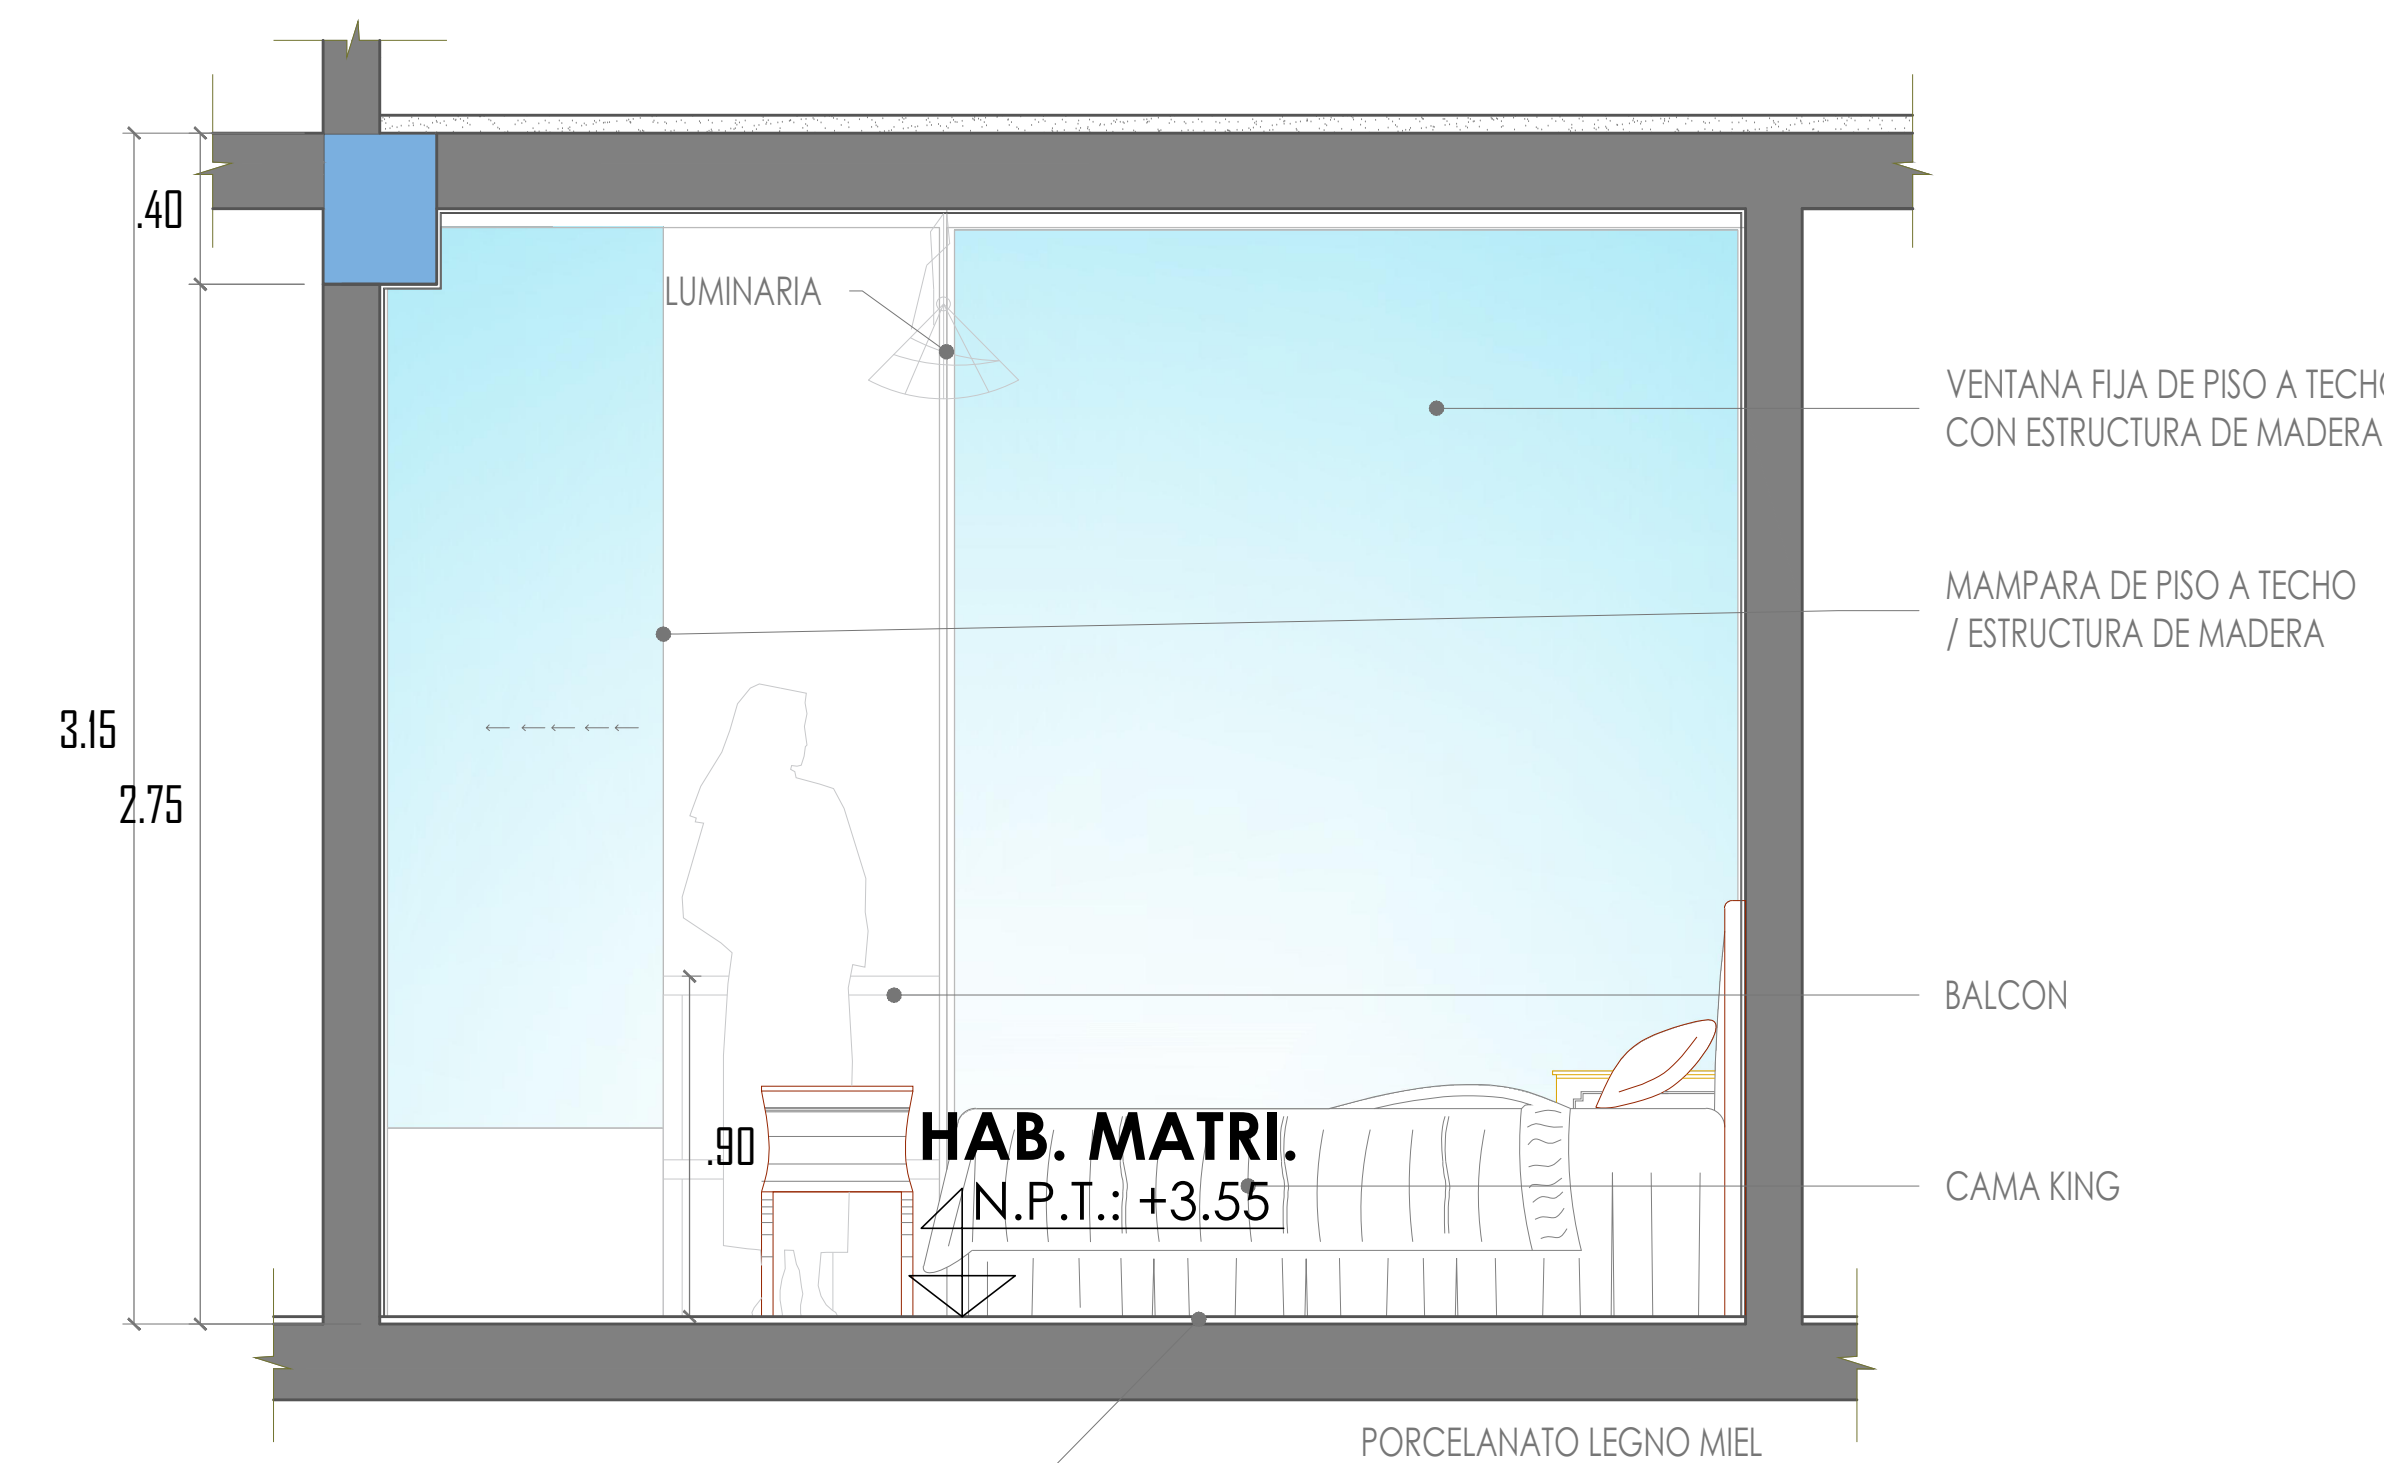 .40
LUMINARIA
VENTANA FIJA DE PISO A TECHO
CON ESTRUCTURA DE MADERA
MAMPARA DE PISO A TECHO
/ ESTRUCTURA DE MADERA
3.15
2.75
BALCON
.90
HAB. MATRI.
N.P.T.: +3.55
CAMA KING
PORCELANATO LEGNO MIEL